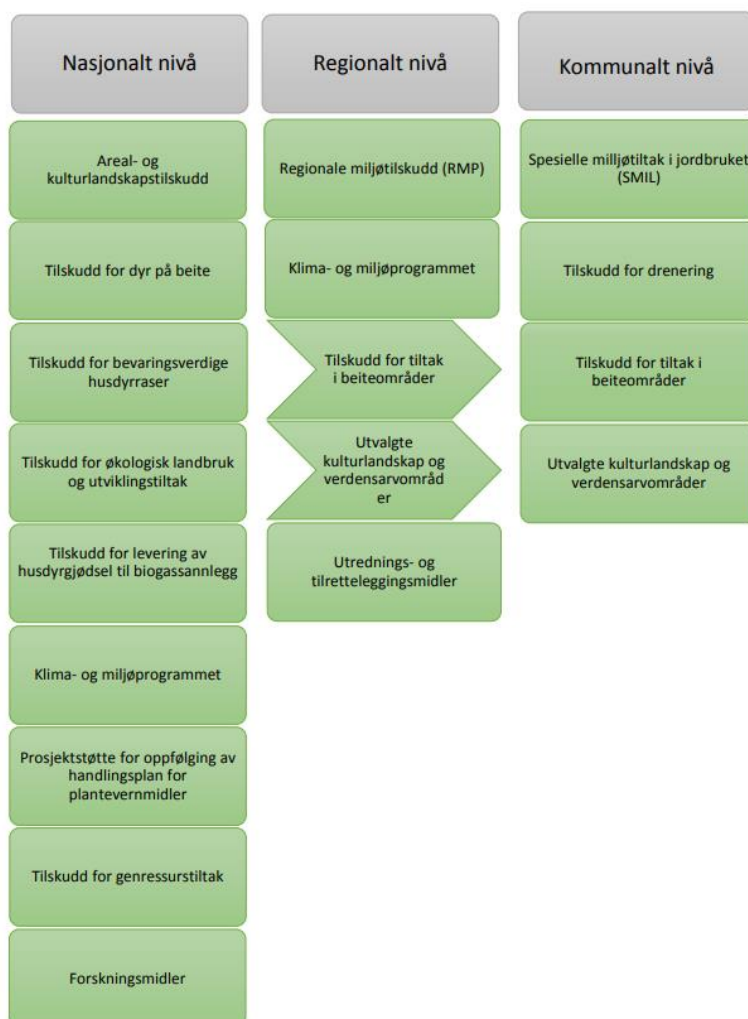 Nasjonalt nivå
Areal- og
kulturlandskapstilskudd
Tilskudd for dyr på beite
Tilskudd for bevaringsverdige
husdyrraser
Tilskudd for økologisk landbruk
og utviklingstiltak
Tilskudd for levering av
husdyrgjødsel til biogassannlegg
Klima- og miljøprogrammet
Prosjektstøtte for oppfølging av
handlingsplan for
plantevernmidler
Tilskudd for genressurstiltak
Forskningsmidler
Regionalt nivå
Regionale miljøtilskudd (RMP)
Klima- og miljøprogrammet
Tilskudd for tiltak
i beiteområder
Utvalgte
kulturlandskap og
verdensarvområd
er
Utrednings- og
tilretteleggingsmidler
Kommunalt nivå
Spesielle milljøtiltak i jordbruket
(SMIL)
Tilskudd for drenering
Tilskudd for tiltak i
beiteområder
Utvalgte kulturlandskap og
verdensarvområder